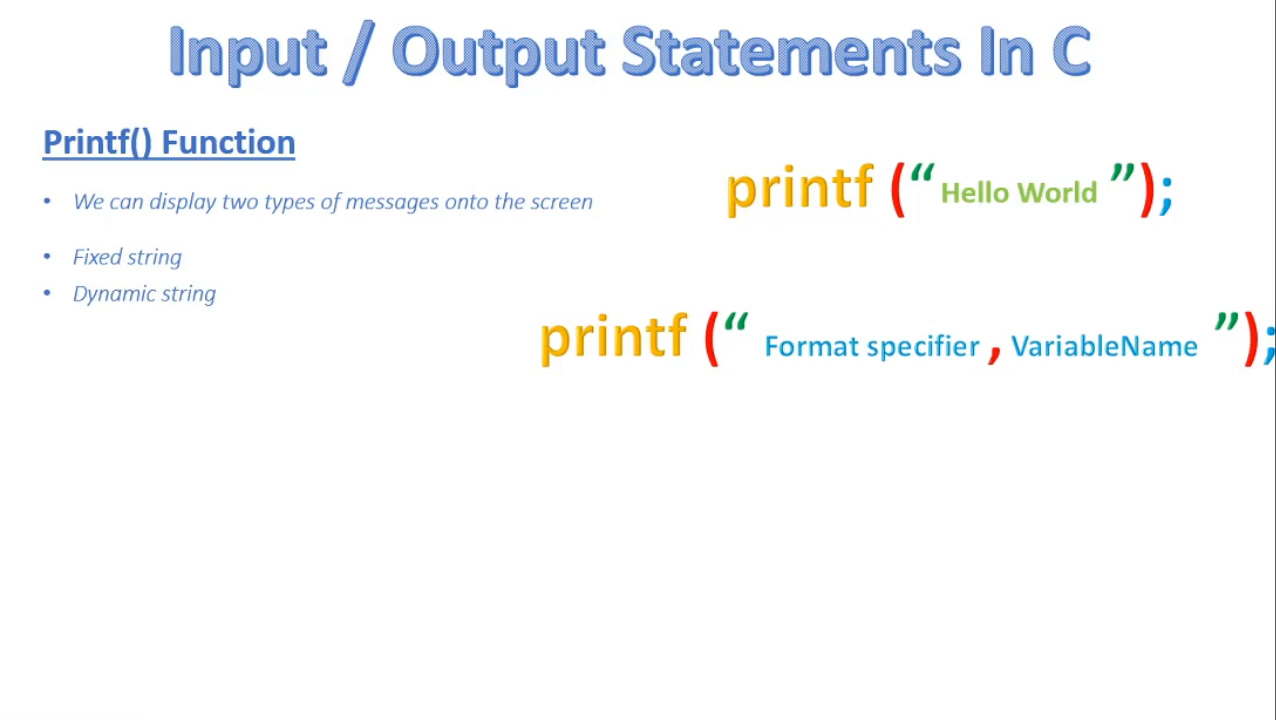 Input / Output Statements In C
Printf() Function
• We can display two types of messages onto the screen
• Fixed string
• Dynamic string
printf (“ Hello World ”);
printf (“ Format specifier , VariableName ”);